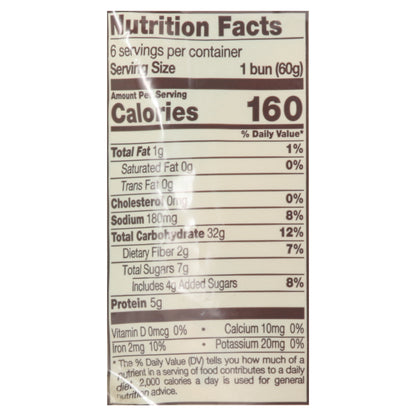 Nutrition Facts
6 servings per container
Serving Size 1 bun (60g)
Amount Per Serving
Calories 160
% Daily Value*
Total Fat 1g 1%
Saturated Fat 0g 0%
Trans Fat 0g
Cholesterol 0mg 0%
Sodium 180mg 8%
Total Carbohydrate 32g 12%
Dietary Fiber 2g 7%
Total Sugars 7g
Includes 4g Added Sugars 8%
Protein 5g
Vitamin D 0mcg 0% • Calcium 10mg 0%
Iron 2mg 10% • Potassium 20mg 0%
* The % Daily Value (DV) tells you how much of a
nutrient in a serving of food contributes to a daily
diet. 2,000 calories a day is used for general
nutrition advice.